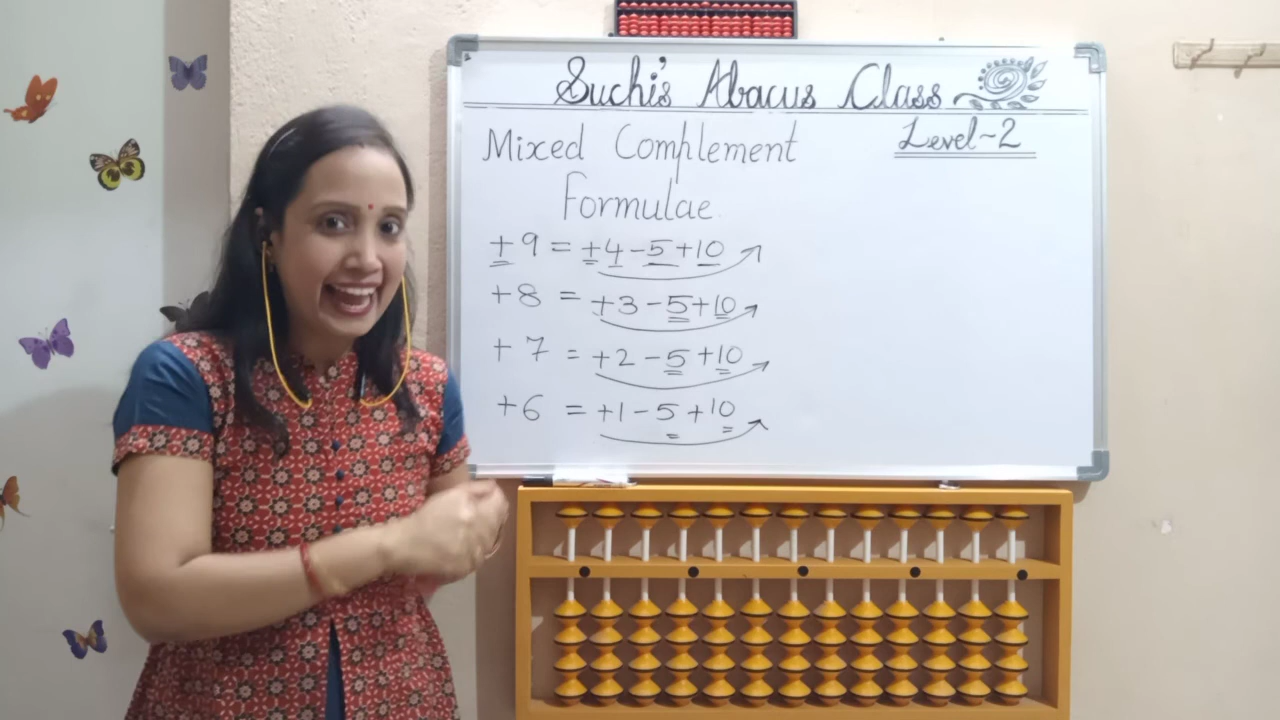 Suchi's Abacus Class
Level-2
Mixed Complement
Formulae
+9 = +4-5+10
+8 = +3-5+10
+7 = +2-5+10
+6 = +1-5+10